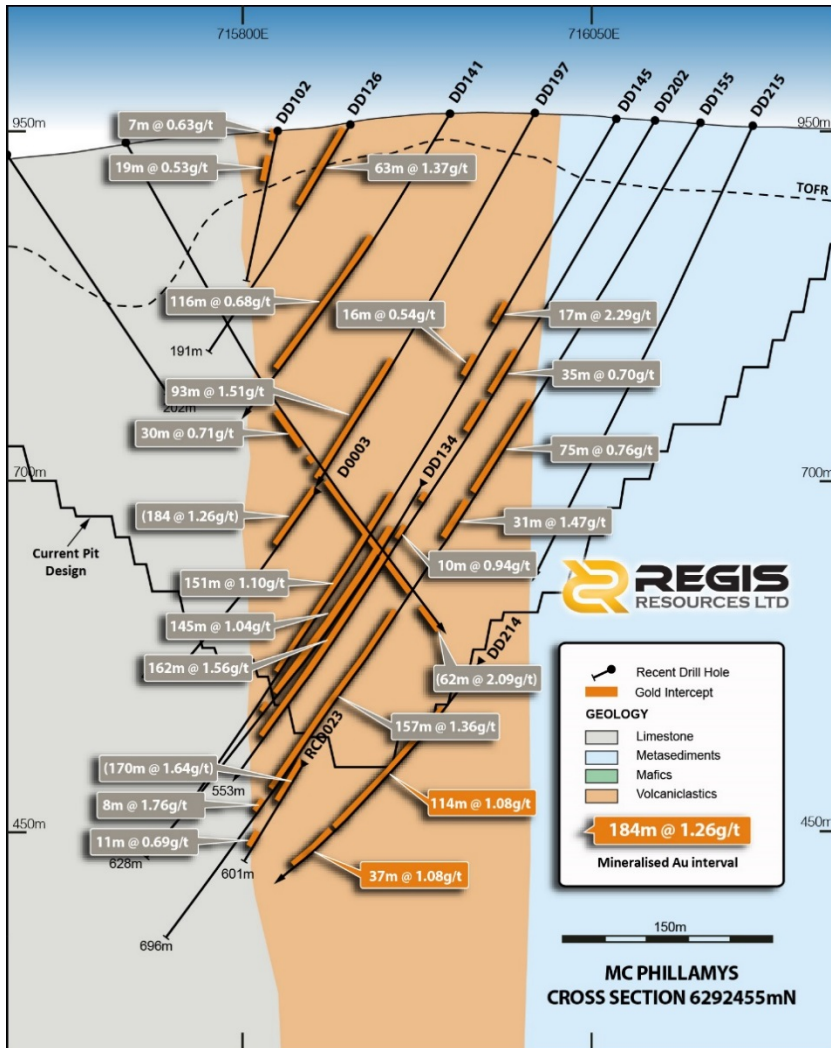 715800E
716050E
DD102
DD126
DD141
DD197
DD145
DD202
DD155
DD215
950m
950m
7m @ 0.63g/t
19m @ 0.53g/t
63m @ 1.37g/t
TOFR
116m @ 0.68g/t
16m @ 0.54g/t
17m @ 2.29g/t
191m
93m @ 1.51g/t
35m @ 0.70g/t
202m
30m @ 0.71g/t
D0003
DD134
75m @ 0.76g/t
700m
700m
(184 @ 1.26g/t)
31m @ 1.47g/t
Current Pit
Design
10m @ 0.94g/t
151m @ 1.10g/t
REGIS
RESOURCES LTD
145m @ 1.04g/t
162m @ 1.56g/t
(62m @ 2.09g/t)
DD214
157m @ 1.36g/t
RCD023
(170m @ 1.64g/t)
553m
8m @ 1.76g/t
114m @ 1.08g/t
450m
450m
11m @ 0.69g/t
628m
601m
37m @ 1.08g/t
696m
Recent Drill Hole
Gold Intercept
GEOLOGY
Limestone
Metasediments
Mafics
Volcaniclastics
184m @ 1.26g/t
Mineralised Au interval
150m
MC PHILLAMYS
CROSS SECTION 6292455mN